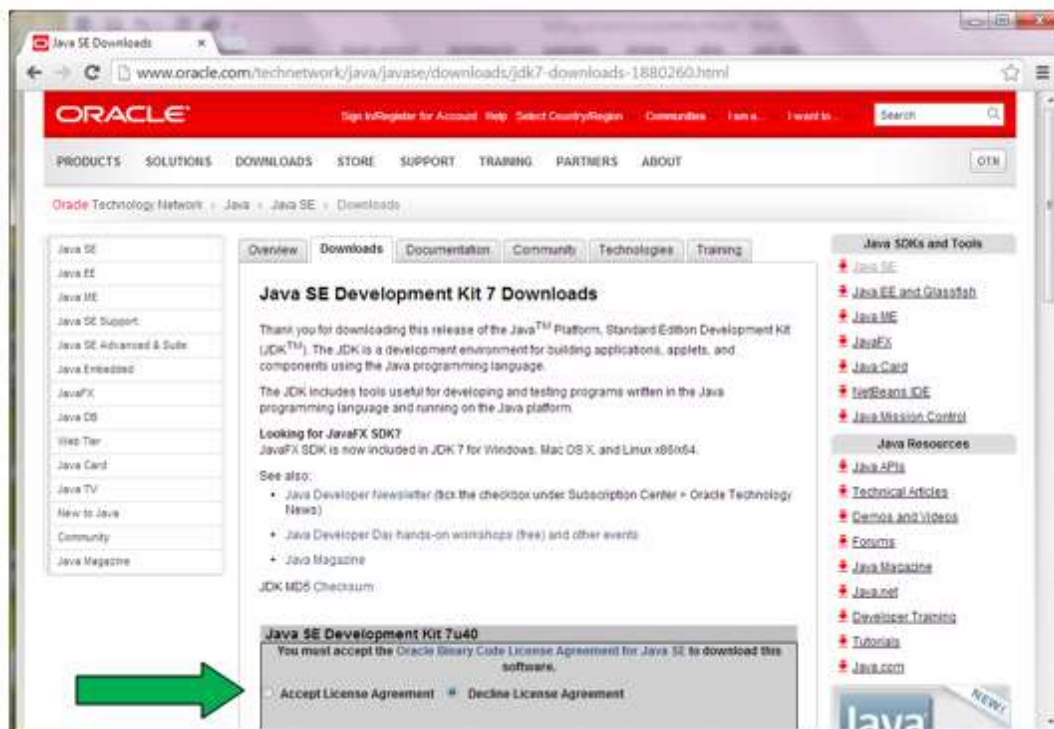 Java SE Downloads
www.oracle.com/technetwork/java/javase/downloads/jdk7-downloads-1880260.html
ORACLE
Sign In/Register for Account Help Select Country/Region Communities I am a... I want to... Search
PRODUCTS SOLUTIONS DOWNLOADS STORE SUPPORT TRAINING PARTNERS ABOUT OTN
Oracle Technology Network Java Java SE Downloads
Java SE
Java EE
Java ME
Java SE Support
Java SE Advanced & Suite
Java Embedded
JavaFX
Java DB
Web Tier
Java Card
Java TV
New to Java
Community
Java Magazine
Overview Downloads Documentation Community Technologies Training
Java SE Development Kit 7 Downloads
Thank you for downloading this release of the Java™ Platform, Standard Edition Development Kit
(JDK™). The JDK is a development environment for building applications, applets, and
components using the Java programming language.
The JDK includes tools useful for developing and testing programs written in the Java
programming language and running on the Java platform.
Looking for JavaFX SDK?
JavaFX SDK is now included in JDK 7 for Windows, Mac OS X, and Linux x86/x64.
See also:
• Java Developer Newsletter (tick the checkbox under Subscription Center > Oracle Technology
News)
• Java Developer Day hands-on workshops (free) and other events
• Java Magazine
JDK MD5 Checksum
Java SE Development Kit 7u40
You must accept the Oracle Binary Code License Agreement for Java SE to download this
software.
Accept License Agreement Decline License Agreement
Java SDKs and Tools
Java SE
Java EE and Glassfish
Java ME
JavaFX
Java Card
NetBeans IDE
Java Mission Control
Java Resources
Java APIs
Technical Articles
Demos and Videos
Forums
Java Magazine
Java.net
Developer Training
Tutorials
Java.com
NEW!
Java